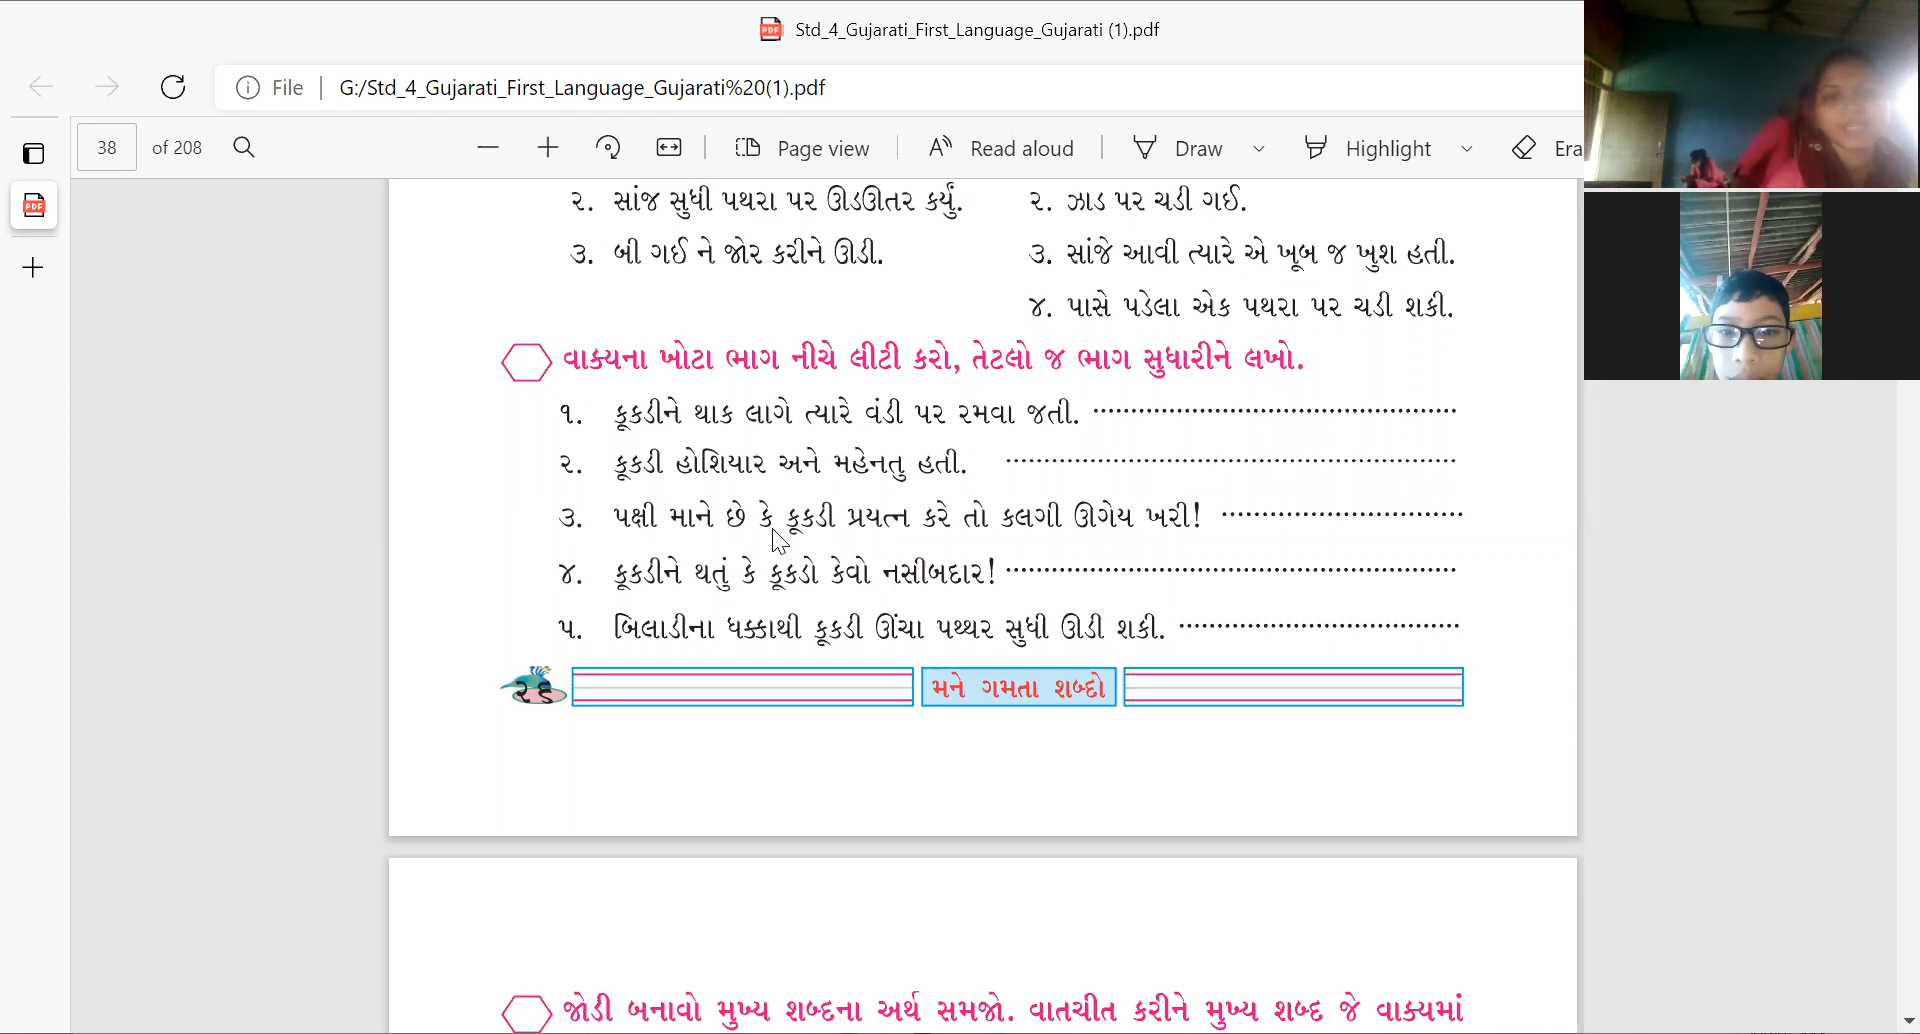 Std_4_Gujarati_First_Language_Gujarati (1).pdf
File | G:/Std_4_Gujarati_First_Language_Gujarati%20(1).pdf
38 of 208 Page view Read aloud Draw Highlight Era
૨. સાંજ સુધી પથરા પર ઊડઊતર કર્યું. ૨. ઝાડ પર ચડી ગઈ.
૩. બી ગઈ ને જોર કરીને ઊડી. ૩. સાંજે આવી ત્યારે એ ખૂબ જ ખુશ હતી.
૪. પાસે પડેલા એક પથરા પર ચડી શકી.
વાક્યના ખોટા ભાગ નીચે લીટી કરો, તેટલો જ ભાગ સુધારીને લખો.
૧. કૂકડીને થાક લાગે ત્યારે વંડી પર રમવા જતી.
૨. કૂકડી હોશિયાર અને મહેનતુ હતી.
૩. પક્ષી માને છે કે કૂકડી પ્રયત્ન કરે તો કલગી ઊગેય ખરી!
૪. કૂકડીને થતું કે કૂકડો કેવો નસીબદાર!
૫. બિલાડીના ધક્કાથી કૂકડી ઊંચા પથ્થર સુધી ઊડી શકી.
૨૬ મને ગમતા શબ્દો
જોડી બનાવો મુખ્ય શબ્દના અર્થ સમજો. વાતચીત કરીને મુખ્ય શબ્દ જે વાક્યમાં